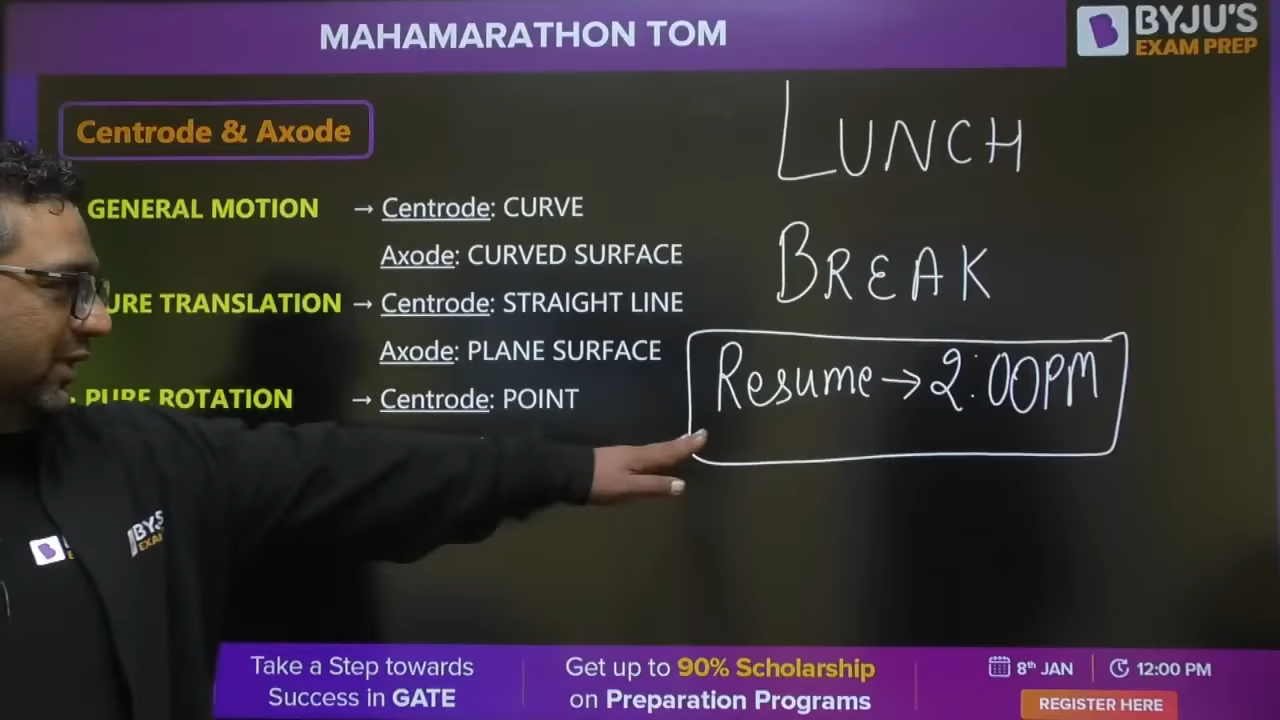 MAHAMARATHON TOM
BYJU'S
EXAM PREP
Centrode & Axode
GENERAL MOTION → Centrode: CURVE
Axode: CURVED SURFACE
URE TRANSLATION → Centrode: STRAIGHT LINE
Axode: PLANE SURFACE
PURE ROTATION → Centrode: POINT
LUNCH
BREAK
Resume → 2:00PM
BYJ'S
EXAM
Take a Step towards
Success in GATE
Get up to 90% Scholarship
on Preparation Programs
8th JAN
12:00 PM
REGISTER HERE